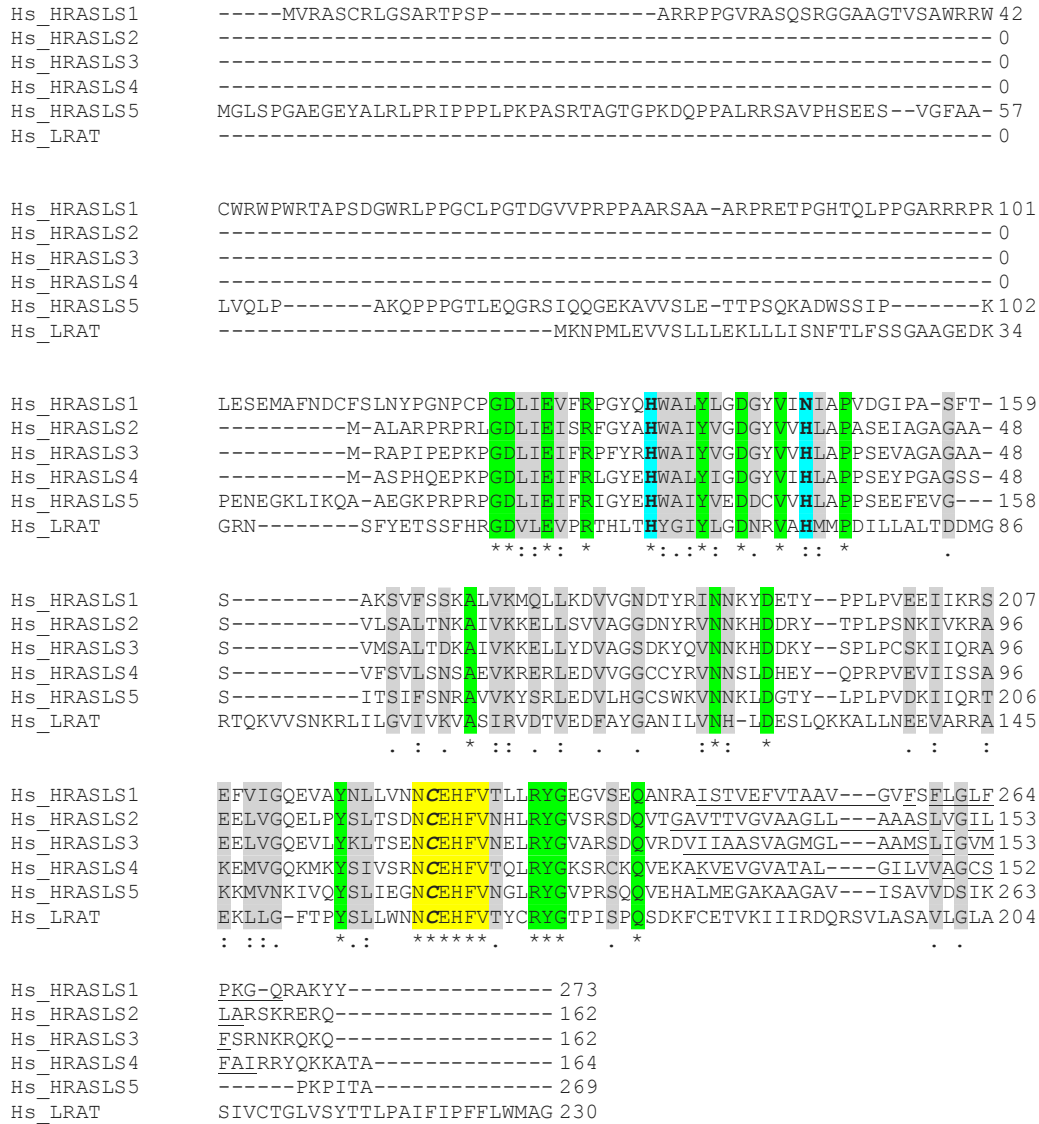 Hs_HRASLS1 -----MVRASCRLGSARTPSP-------------ARRPPGVRASQSRGGAAGTVSAWRRW 42
Hs_HRASLS2 ------------------------------------------------------------ 0
Hs_HRASLS3 ------------------------------------------------------------ 0
Hs_HRASLS4 ------------------------------------------------------------ 0
Hs_HRASLS5 MGLSPGAEGEYALRLPRIPPPLPKPASRTAGTGPKDQPPALRRSAVPHSEES--VGFAA- 57
Hs_LRAT ------------------------------------------------------------ 0
Hs_HRASLS1 CWRWPWRTAPSDGWRLPPGCLPGTDGVVPRPPAARSAA-ARPRETPGHTQLPPGARRRPR 101
Hs_HRASLS2 ------------------------------------------------------------ 0
Hs_HRASLS3 ------------------------------------------------------------ 0
Hs_HRASLS4 ------------------------------------------------------------ 0
Hs_HRASLS5 LVQLP-------AKQPPPGTLEQGRSIQQGEKAVVSLE-TTPSQKADWSSIP-------K 102
Hs_LRAT --------------------------MKNPMLEVVSLLLEKLLLISNFTLFSSGAAGEDK 34
Hs_HRASLS1 LESEMAFNDCFSLNYPGNPCPGDLIEVFRPGYQHWALYLGDGYVINIAPVDGIPA-SFT- 159
Hs_HRASLS2 ----------M-ALARPRPRLGDLIEISRFGYAHWAIYVGDGYVVHLAPASEIAGAGAA- 48
Hs_HRASLS3 ----------M-RAPIPEPKPGDLIEIFRPFYRHWAIYVGDGYVVHLAPPSEVAGAGAA- 48
Hs_HRASLS4 ----------M-ASPHQEPKPGDLIEIFRLGYEHWALYIGDGYVIHLAPPSEYPGAGSS- 48
Hs_HRASLS5 PENEGKLIKQA-AEGKPRPRPGDLIEIFRIGYEHWAIYVEDDCVVHLAPPSEEFEVG--- 158
Hs_LRAT GRN--------SFYETSSFHRGDVLEVPRTHLTHYGIYLGDNRVAHMMPDILLALTDDMG 86
**::*: * *:.:*: *. * :: * .
Hs_HRASLS1 S----------AKSVFSSKALVKMQLLKDVVGNDTYRINNKYDETY--PPLPVEEIIKRS 207
Hs_HRASLS2 S----------VLSALTNKAIVKKELLSVVAGGDNYRVNNKHDDRY--TPLPSNKIVKRA 96
Hs_HRASLS3 S----------VMSALTDKAIVKKELLYDVAGSDKYQVNNKHDDKY--SPLPCSKIIQRA 96
Hs_HRASLS4 S----------VFSVLSNSAEVKRERLEDVVGGCCYRVNNSLDHEY--QPRPVEVIISSA 96
Hs_HRASLS5 S----------ITSIFSNRAVVKYSRLEDVLHGCSWKVNNKLDGTY--LPLPVDKIIQRT 206
Hs_LRAT RTQKVVSNKRLILGVIVKVASIRVDTVEDFAYGANILVNH-LDESLQKKALLNEEVARRA 145
. : . * :: . : . . :*: * . : :
Hs_HRASLS1 EFVIGQEVAYNLLVNNCEHFVTLLRYGEGVSEQANRAISTVEFVTAAV---GVFSFLGLF 264
Hs_HRASLS2 EELVGQELPYSLTSDNCEHFVNHLRYGVSRSDQVTGAVTTVGVAAGLL---AAASLVGIL 153
Hs_HRASLS3 EELVGQEVLYKLTSENCEHFVNELRYGVARSDQVRDVIIAASVAGMGL---AAMSLIGVM 153
Hs_HRASLS4 KEMVGQKMKYSIVSRNCEHFVTQLRYGKSRCKQVEKAKVEVGVATAL---GILVVAGCS 152
Hs_HRASLS5 KKMVNKIVQYSLIEGNCEHFVNGLRYGVPRSQQVEHALMEGAKAAGAV---ISAVVDSIK 263
Hs_LRAT EKLLG-FTPYSLLWNNCEHFVTYCRYGTPISPQSDKFCETVKIIIRDQRSVLASAVLGLA 204
: ::. *.: ******. *** . * . .
Hs_HRASLS1 PKG-QRAKYY---------------- 273
Hs_HRASLS2 LARSKRERQ---------------- 162
Hs_HRASLS3 FSRNKRQKQ---------------- 162
Hs_HRASLS4 FAIRRYQKKATA-------------- 164
Hs_HRASLS5 ------PKPITA-------------- 269
Hs_LRAT SIVCTGLVSYTTLPAIFIPFFLWMAG 230